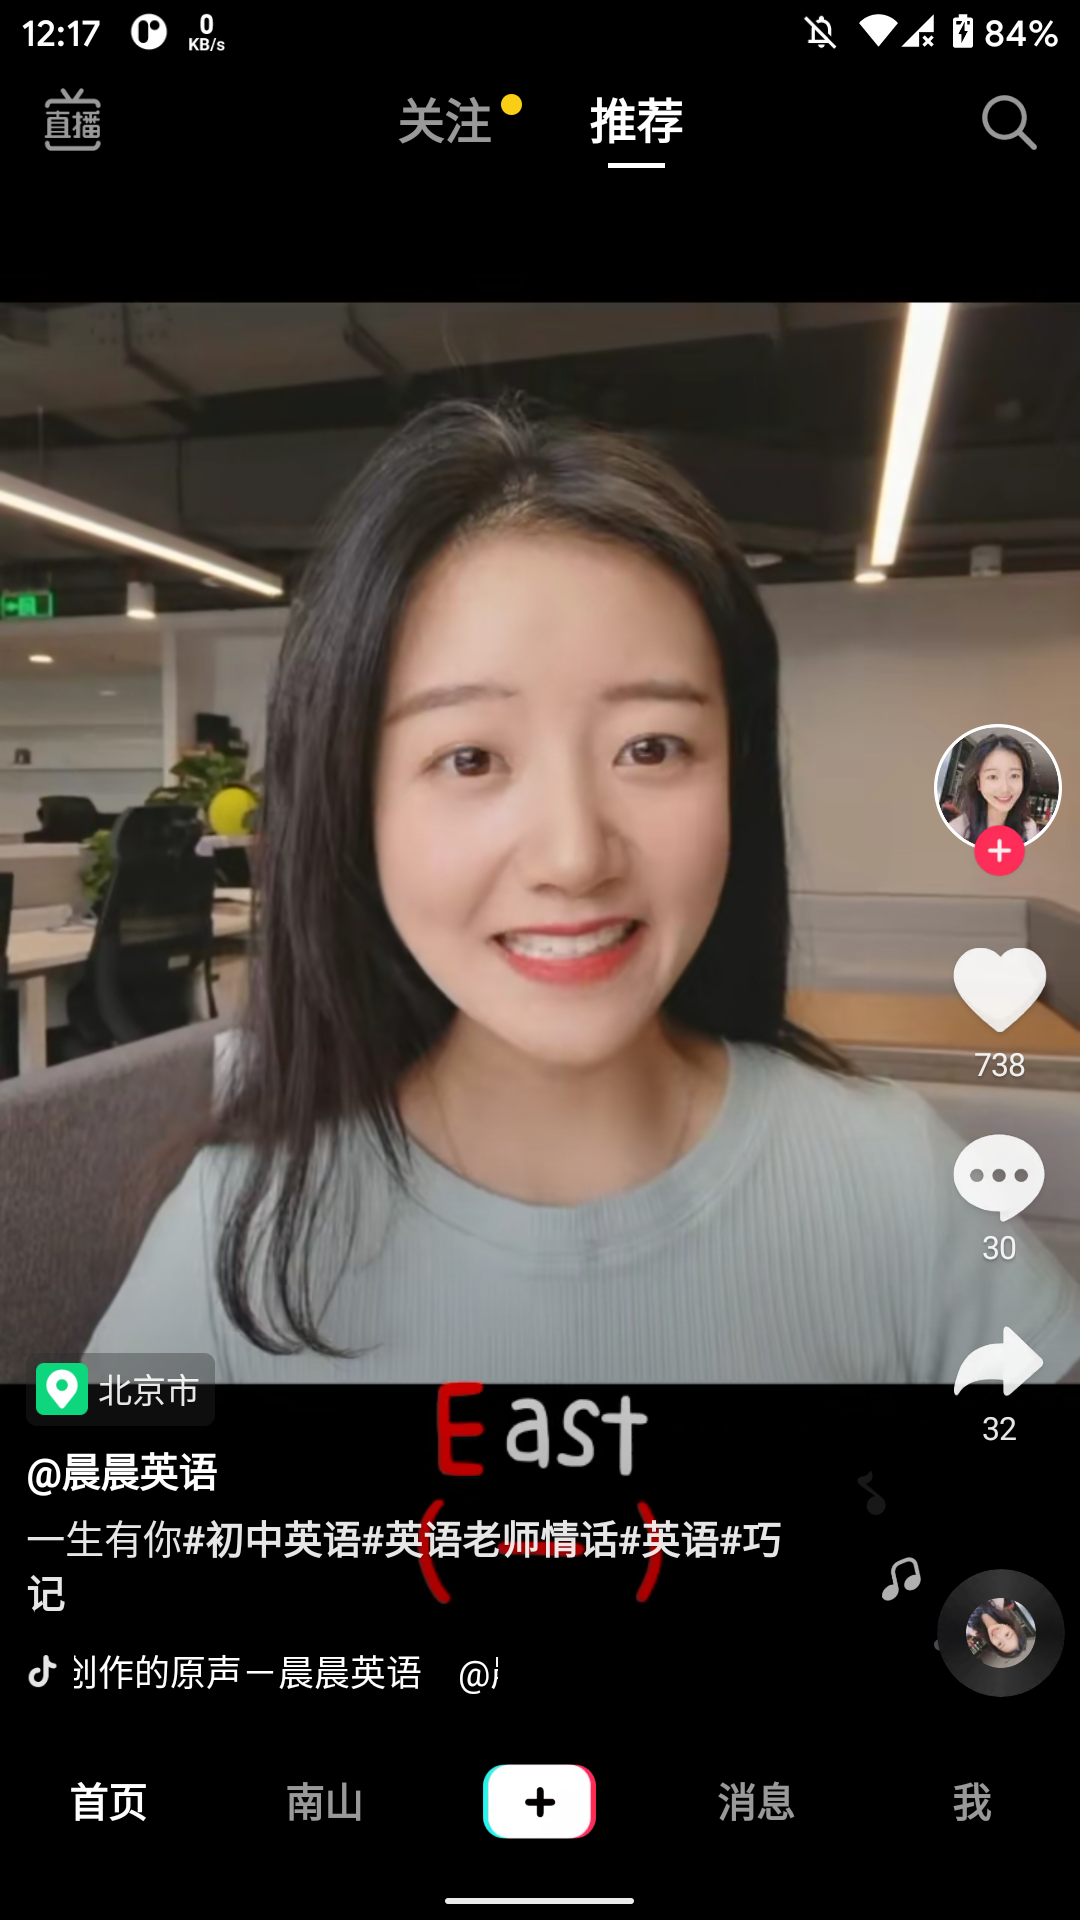 12:17 0 KB/s 84%
直播 关注 推荐
738
30
32
北京市
East
(一)
@晨晨英语
一生有你#初中英语#英语老师情话#英语#巧
记
创作的原声一晨晨英语 @
首页 南山 消息 我